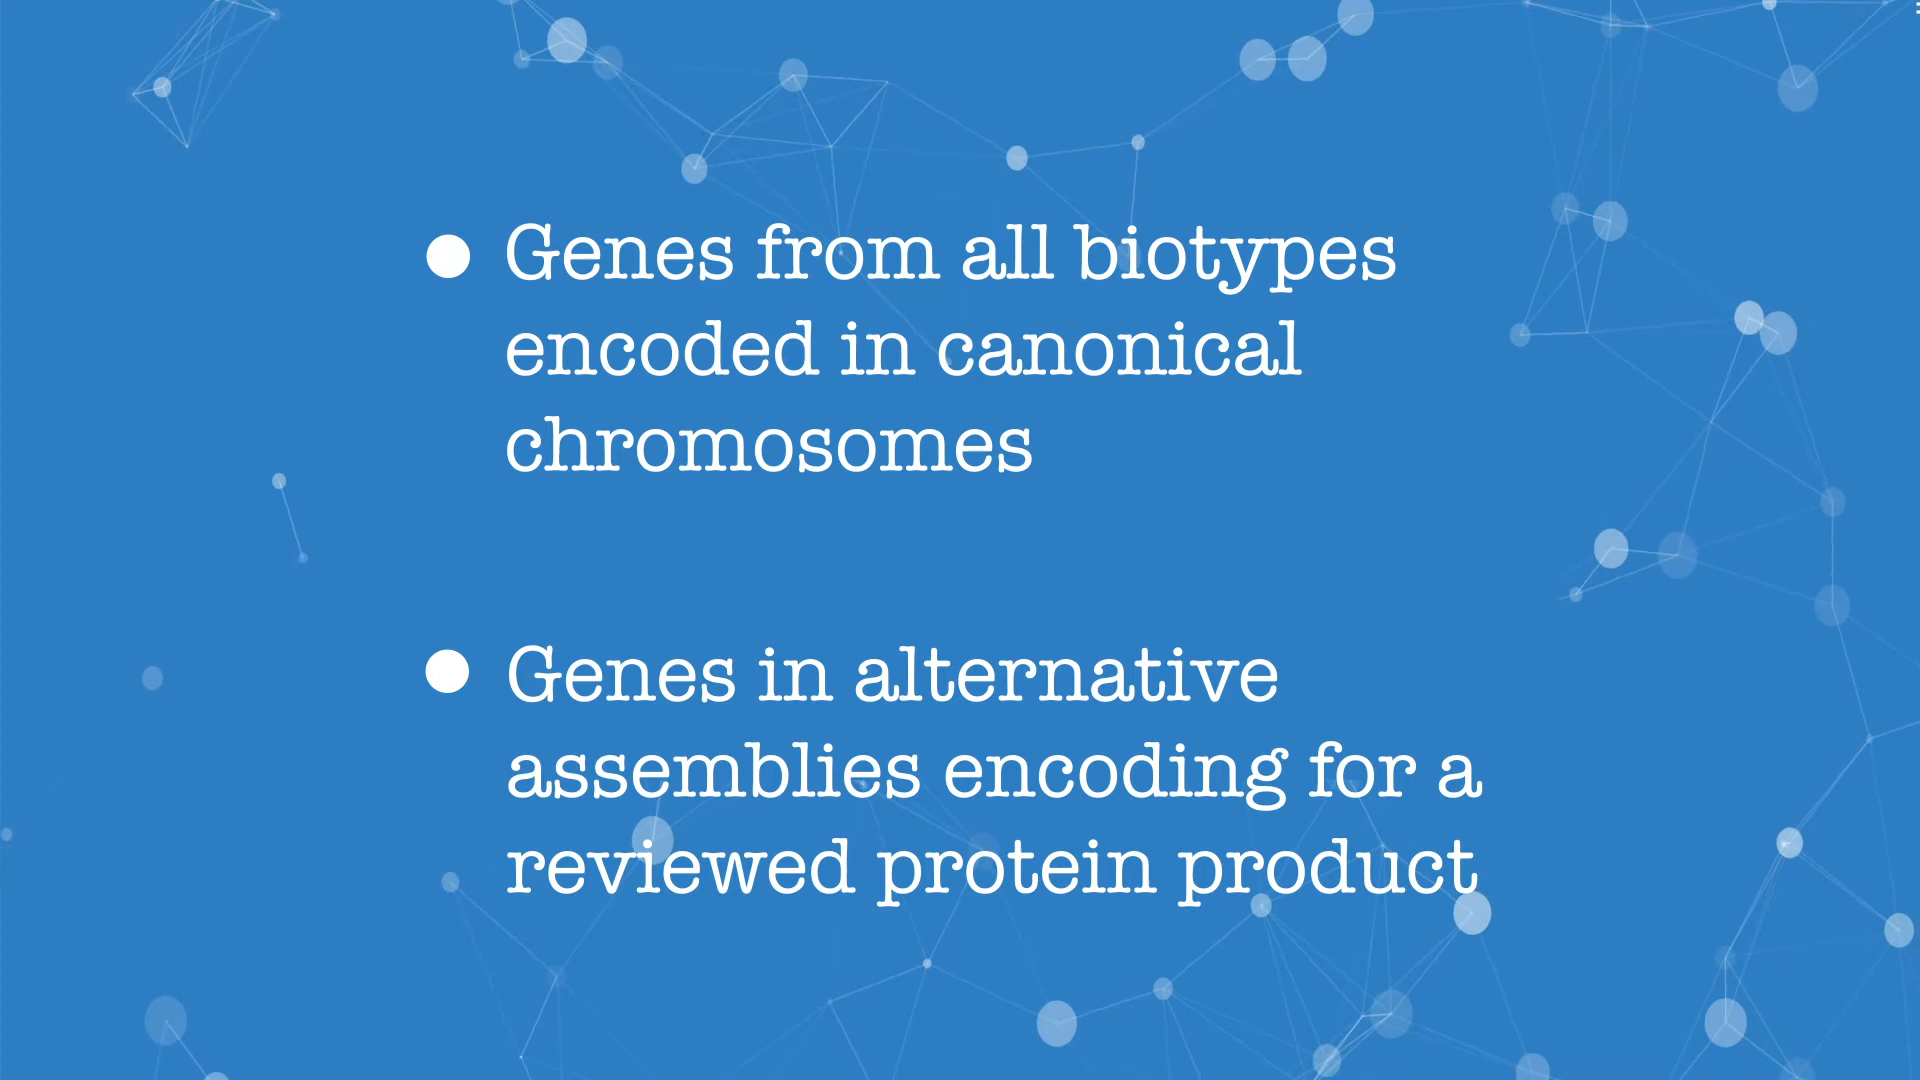 ● Genes from all biotypes
encoded in canonical
chromosomes
● Genes in alternative
assemblies encoding for a
reviewed protein product